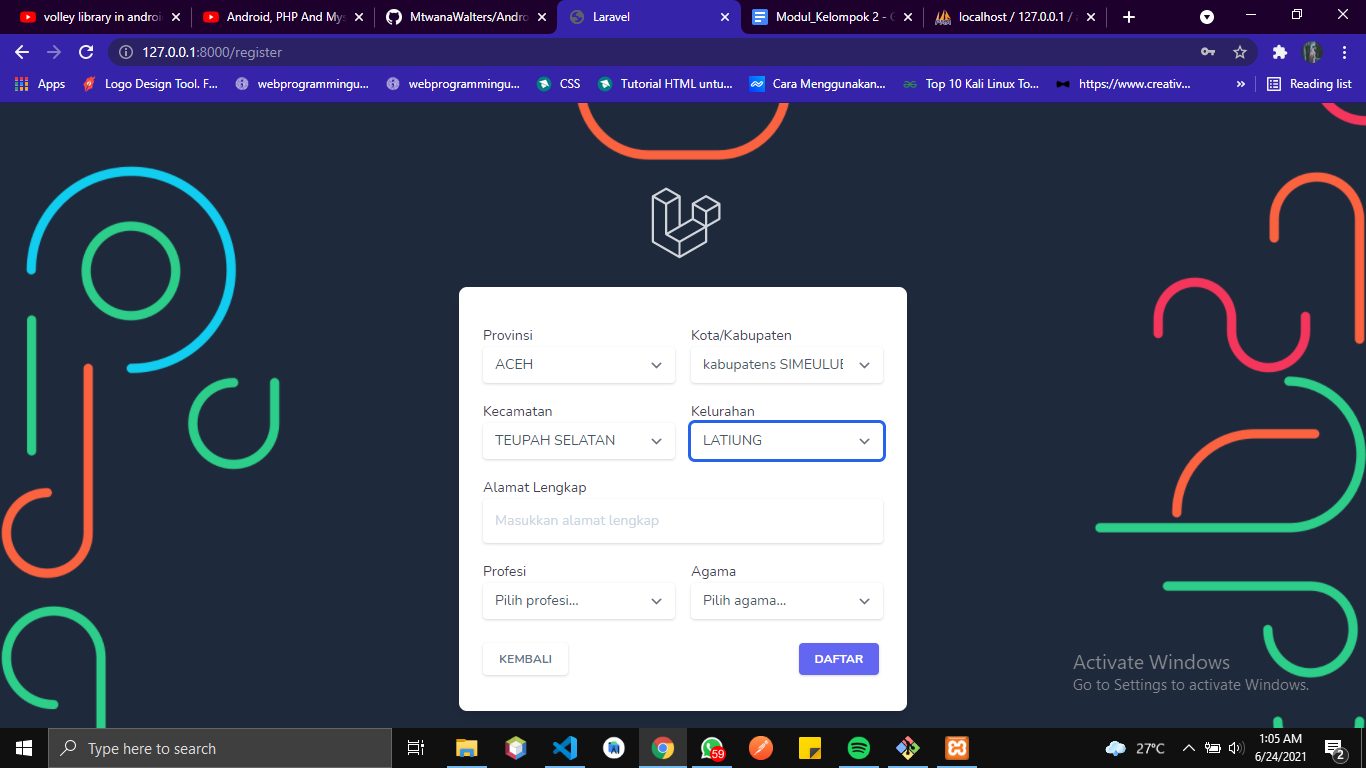 volley library in androi
Android, PHP And Mys
MtwanaWalters/Andro
Laravel
Modul_Kelompok 2 - G
localhost / 127.0.0.1 / a
127.0.0.1:8000/register
Apps
Logo Design Tool. F...
webprogrammingu...
webprogrammingu...
CSS
Tutorial HTML untu...
Cara Menggunakan...
Top 10 Kali Linux To...
https://www.creativ...
»
Reading list
Provinsi
Kota/Kabupaten
ACEH
kabupatens SIMEULUE
Kecamatan
Kelurahan
TEUPAH SELATAN
LATIUNG
Alamat Lengkap
Masukkan alamat lengkap
Profesi
Agama
Pilih profesi...
Pilih agama...
KEMBALI
DAFTAR
Activate Windows
Go to Settings to activate Windows.
Type here to search
59
27°C
1:05 AM
6/24/2021
2